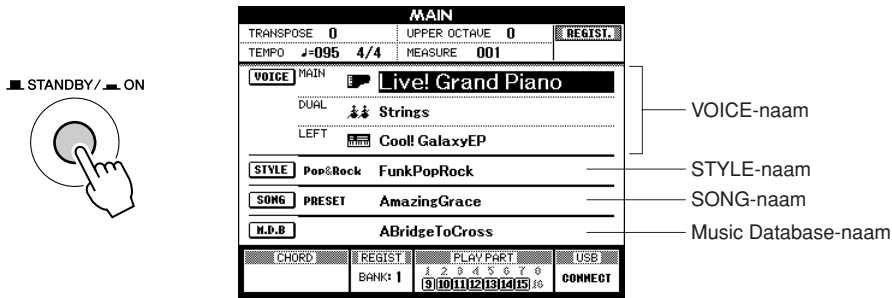 MAIN
TRANSPOSE 0 UPPER OCTAVE 0 REGIST.
TEMPO ♩=095 4/4 MEASURE 001
STANDBY/ ON
VOICE MAIN Live! Grand Piano
DUAL Strings
LEFT Cool! GalaxyEP
VOICE-naam
STYLE Pop&Rock FunkPopRock STYLE-naam
SONG PRESET AmazingGrace SONG-naam
M.D.B ABridgeToCross Music Database-naam
CHORD REGIST PLAY PART USB
BANK: 1 1 2 3 4 5 6 7 8 CONNECT
9 10 11 12 13 14 15 16